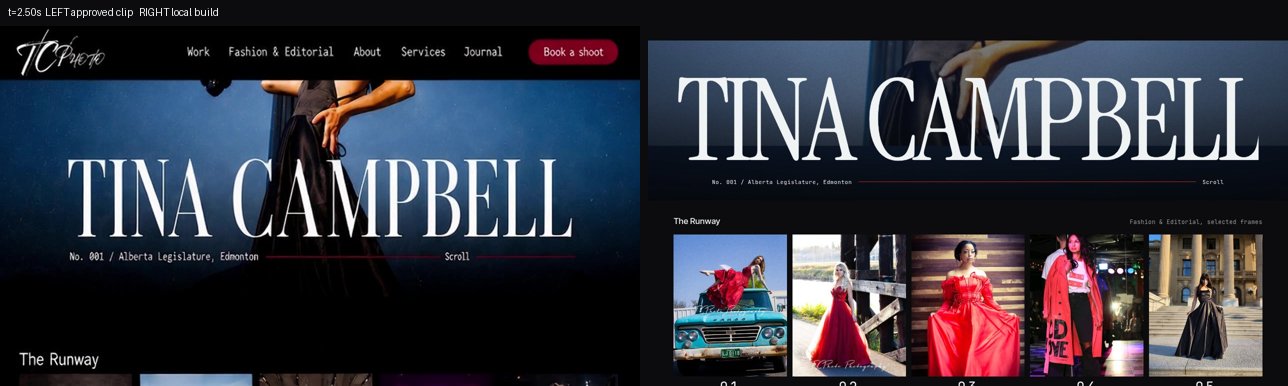 t=2.50s LEFT approved clip RIGHT local build
TCPhoto
Work Fashion & Editorial About Services Journal Book a shoot
TINA CAMPBELL
No. 001 / Alberta Legislature, Edmonton Scroll
The Runway
TINA CAMPBELL
No. 001 / Alberta Legislature, Edmonton Scroll
The Runway Fashion & Editorial, selected frames